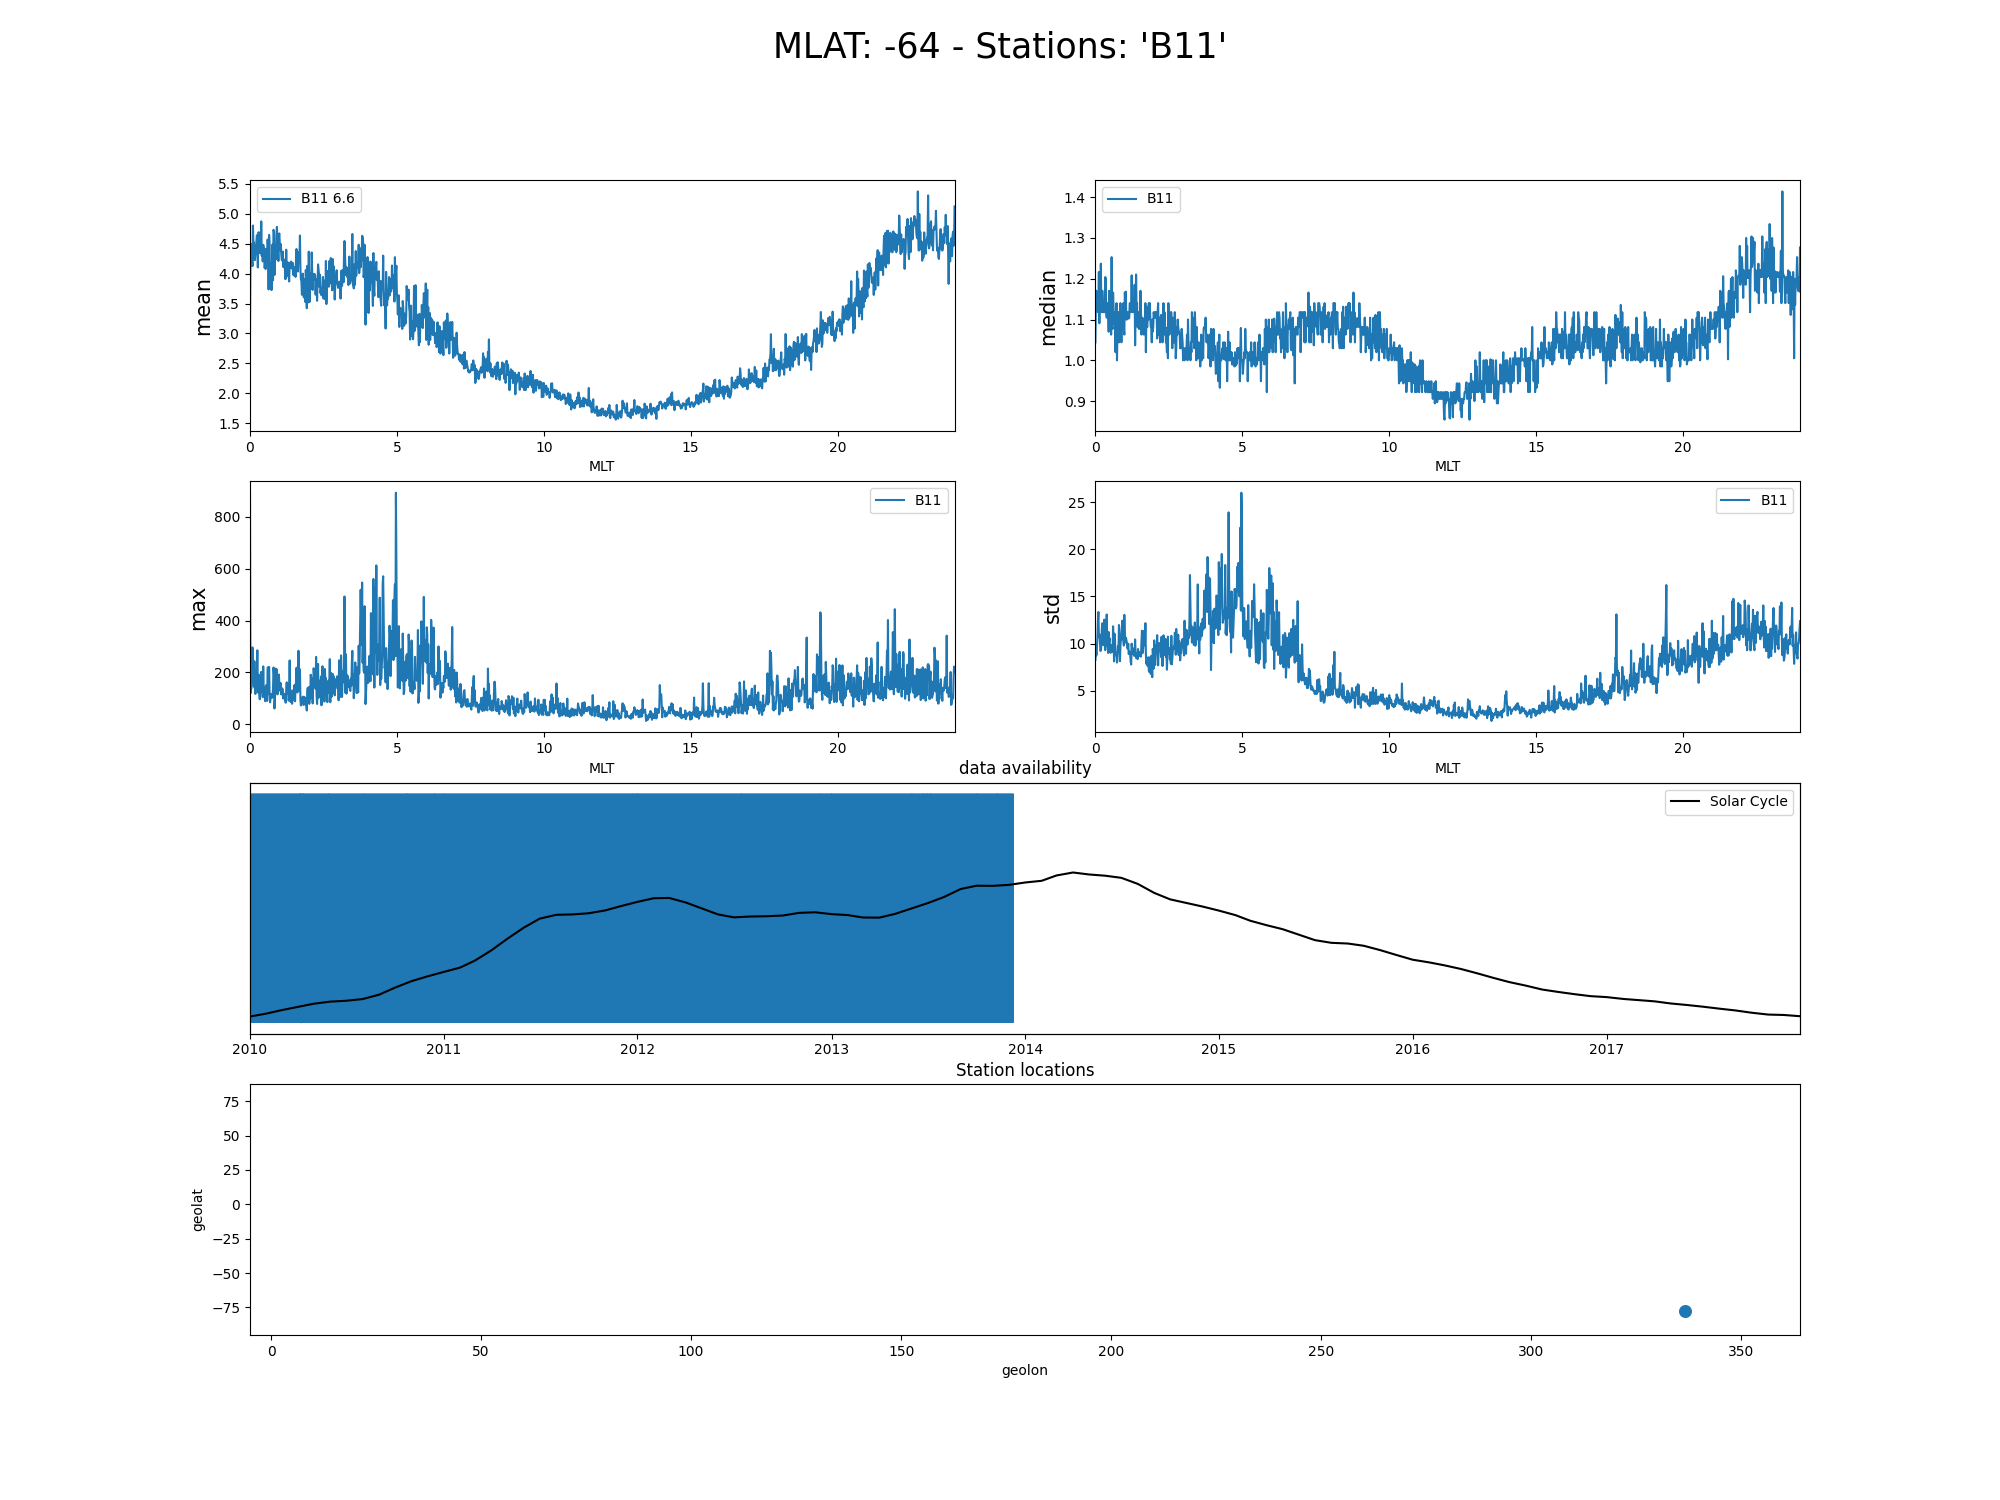 MLAT: -64 - Stations: 'B11'
mean
5.5
5.0
4.5
4.0
3.5
3.0
2.5
2.0
1.5
B11 6.6
0 5 10 15 20
MLT
median
1.4
1.3
1.2
1.1
1.0
0.9
B11
0 5 10 15 20
MLT
max
800
600
400
200
0
B11
0 5 10 15 20
MLT
std
25
20
15
10
5
B11
0 5 10 15 20
MLT
data availability
Solar Cycle
2010 2011 2012 2013 2014 2015 2016 2017
Station locations
geolat
75
50
25
0
−25
−50
−75
0 50 100 150 200 250 300 350
geolon